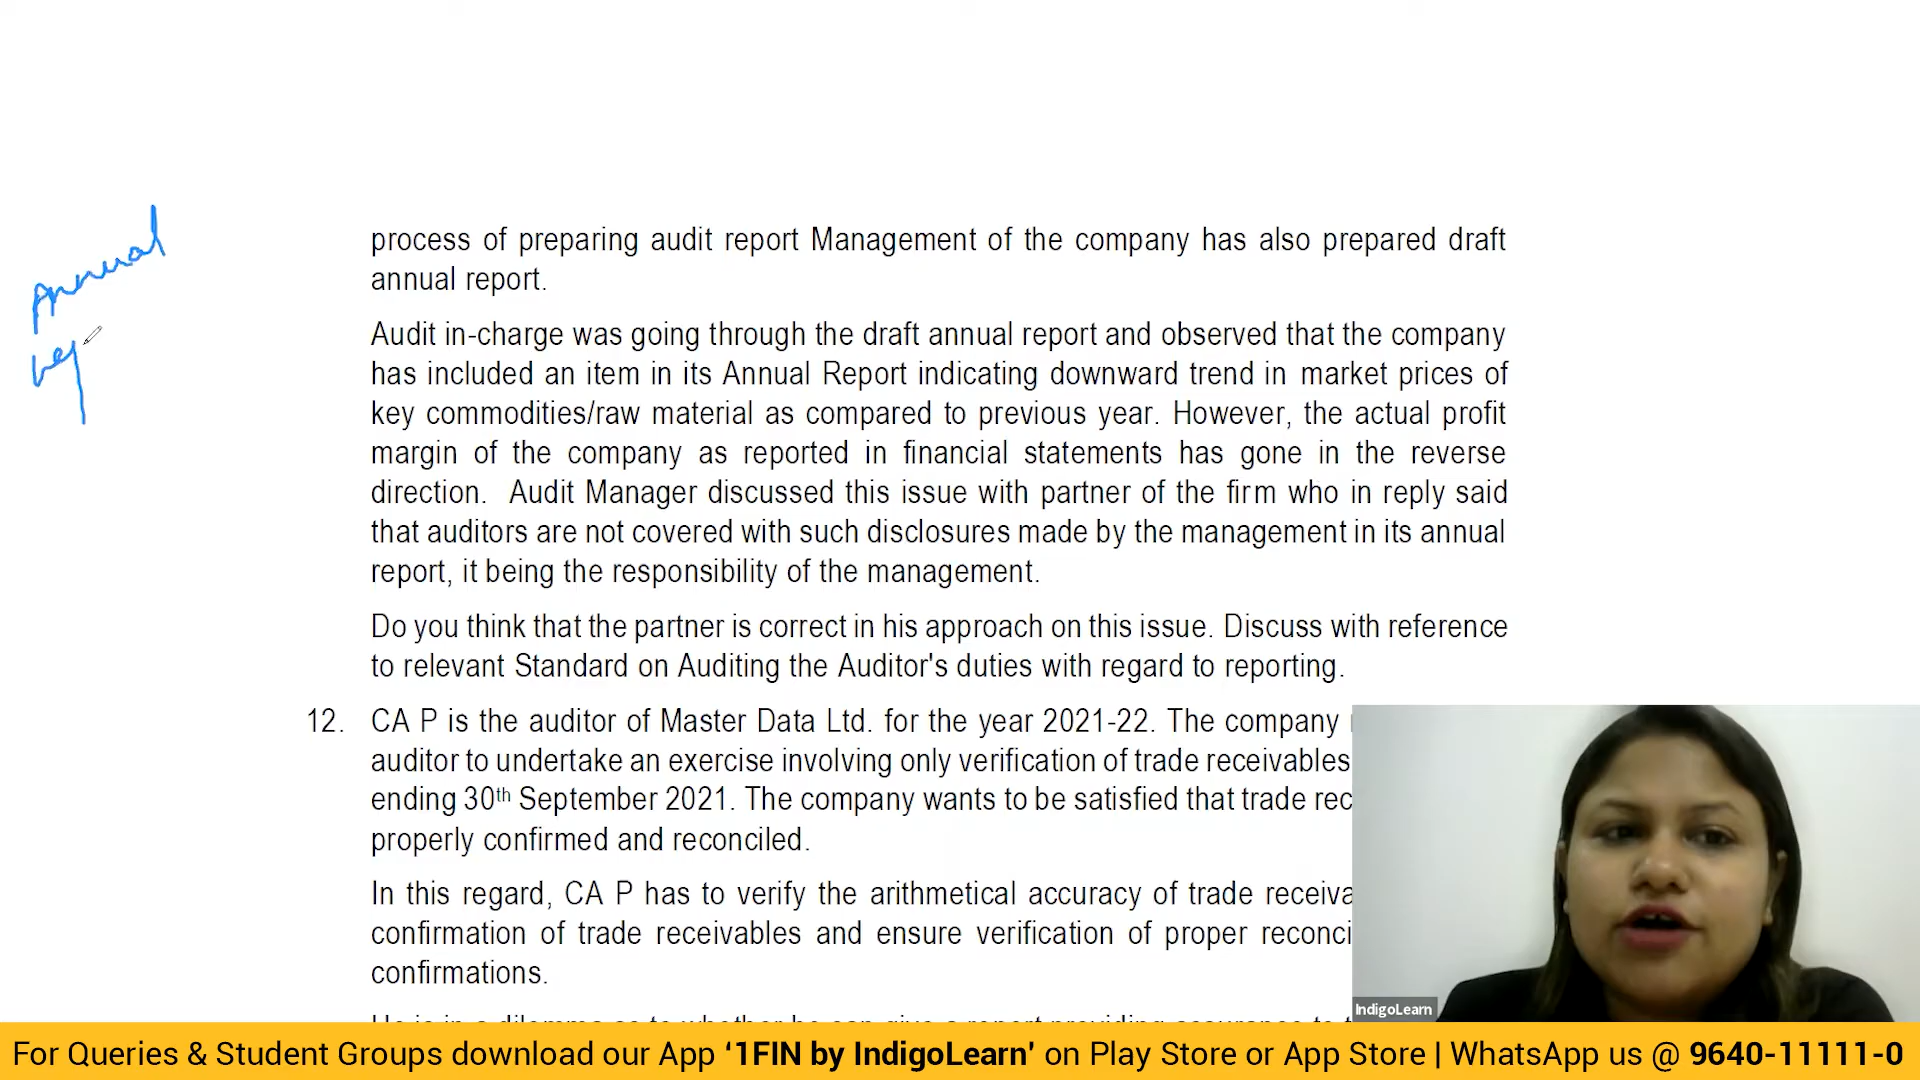 Annual
process of preparing audit report Management of the company has also prepared draft
annual report.
Audit in-charge was going through the draft annual report and observed that the company
has included an item in its Annual Report indicating downward trend in market prices of
key commodities/raw material as compared to previous year. However, the actual profit
margin of the company as reported in financial statements has gone in the reverse
direction. Audit Manager discussed this issue with partner of the firm who in reply said
that auditors are not covered with such disclosures made by the management in its annual
report, it being the responsibility of the management.
Do you think that the partner is correct in his approach on this issue. Discuss with reference
to relevant Standard on Auditing the Auditor's duties with regard to reporting.
12. CA P is the auditor of Master Data Ltd. for the year 2021-22. The company
auditor to undertake an exercise involving only verification of trade receivables
ending 30th September 2021. The company wants to be satisfied that trade rec
properly confirmed and reconciled.
In this regard, CA P has to verify the arithmetical accuracy of trade receiva
confirmation of trade receivables and ensure verification of proper reconci
confirmations.
IndigoLearn
For Queries & Student Groups download our App ‘1FIN by IndigoLearn' on Play Store or App Store | WhatsApp us @ 9640-11111-0